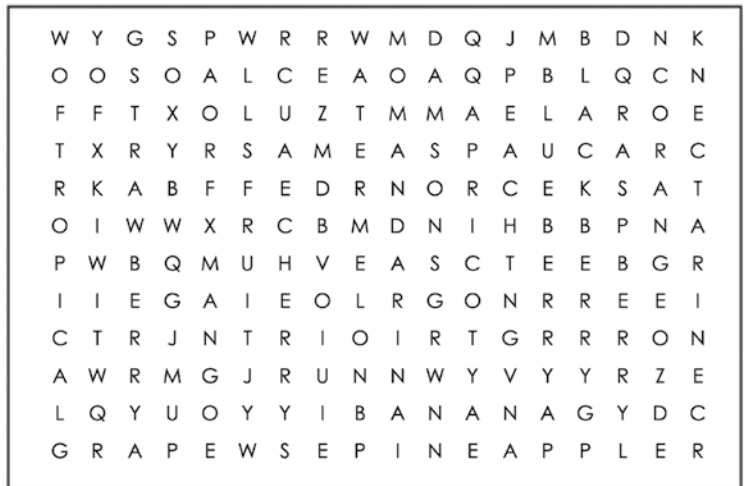 W Y G S P W R R W M D Q J M B D N K
O O S O A L C E A O A Q P B L Q C N
F F T X O L U Z T M M A E L A R O E
T X R Y R S A M E A S P A U C A R C
R K A B F F E D R N O R C E K S A T
O I W W X R C B M D N I H B B P N A
P W B Q M U H V E A S C T E E B G R
I I E G A I E O L R G O N R R E E I
C T R J N T R I O I R T G R R R O N
A W R M G J R U N N W Y V Y Y R Z E
L Q Y U O Y Y I B A N A N A G Y D C
G R A P E W S E P I N E A P P L E R